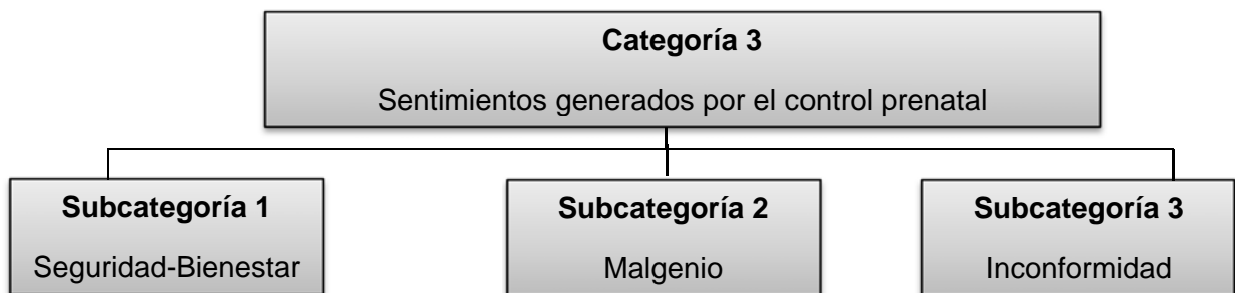 Categoría 3
Sentimientos generados por el control prenatal
Subcategoría 1
Seguridad-Bienestar
Subcategoría 2
Malgenio
Subcategoría 3
Inconformidad